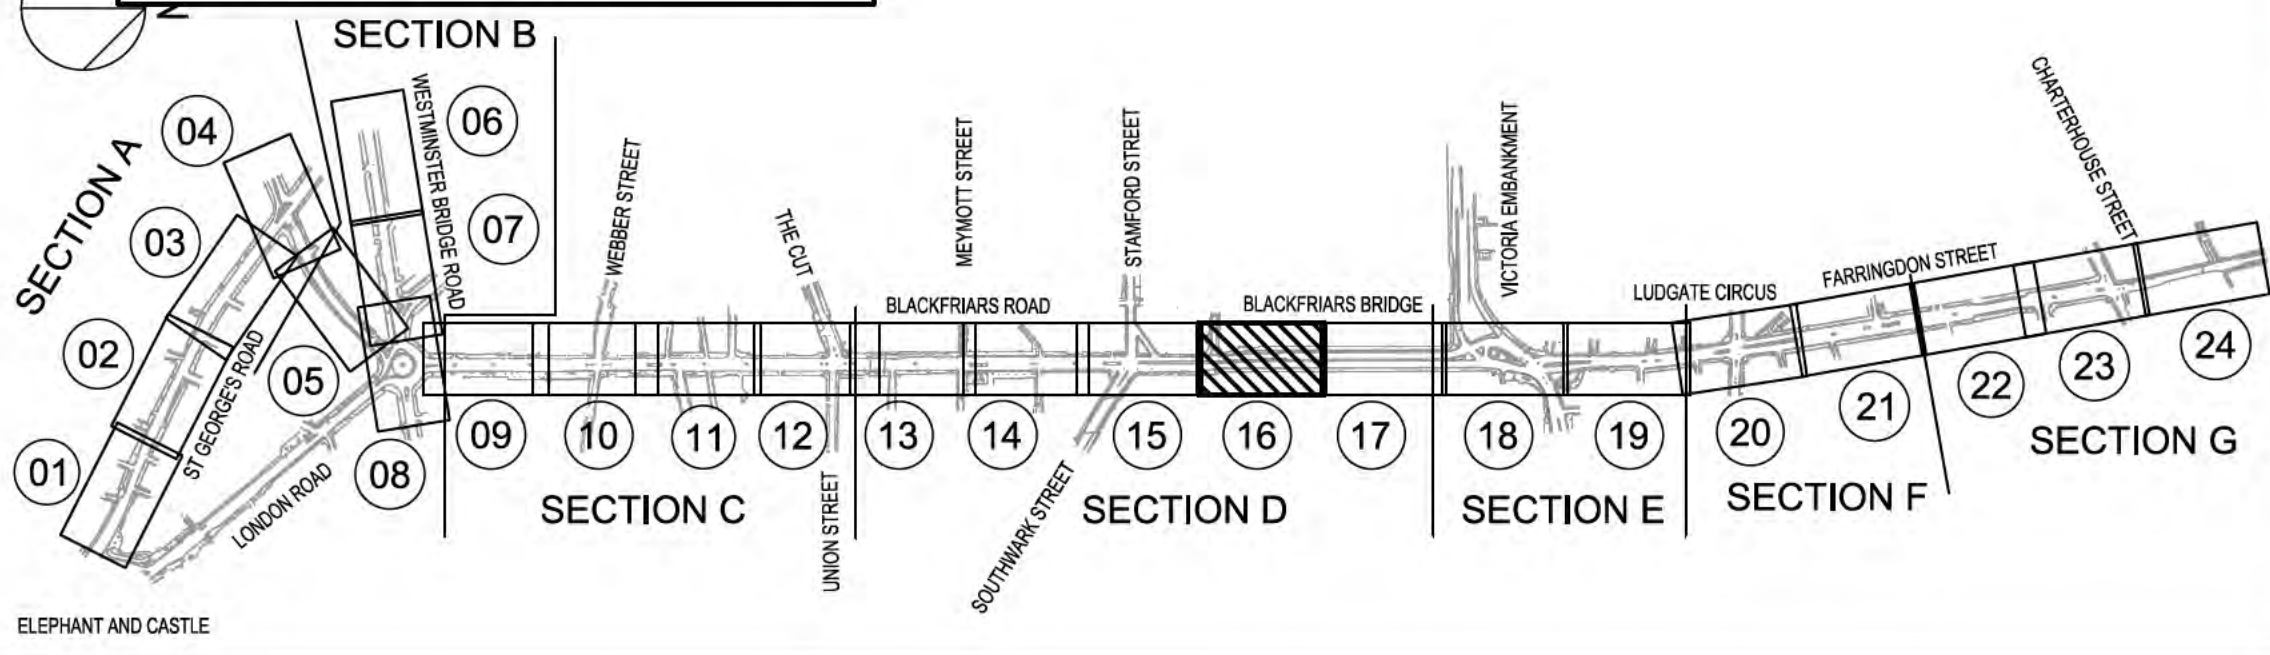 N
SECTION B
SECTION A
04
06
03
07
02
05
01
08
WESTMINSTER BRIDGE ROAD
ST GEORGE'S ROAD
LONDON ROAD
ELEPHANT AND CASTLE
WEBBER STREET
THE CUT
MEYMOTT STREET
STAMFORD STREET
VICTORIA EMBANKMENT
CHARTERHOUSE STREET
BLACKFRIARS ROAD
BLACKFRIARS BRIDGE
LUDGATE CIRCUS
FARRINGDON STREET
09
10
11
12
13
14
15
16
17
18
19
20
21
22
23
24
UNION STREET
SOUTHWARK STREET
SECTION C
SECTION D
SECTION E
SECTION F
SECTION G